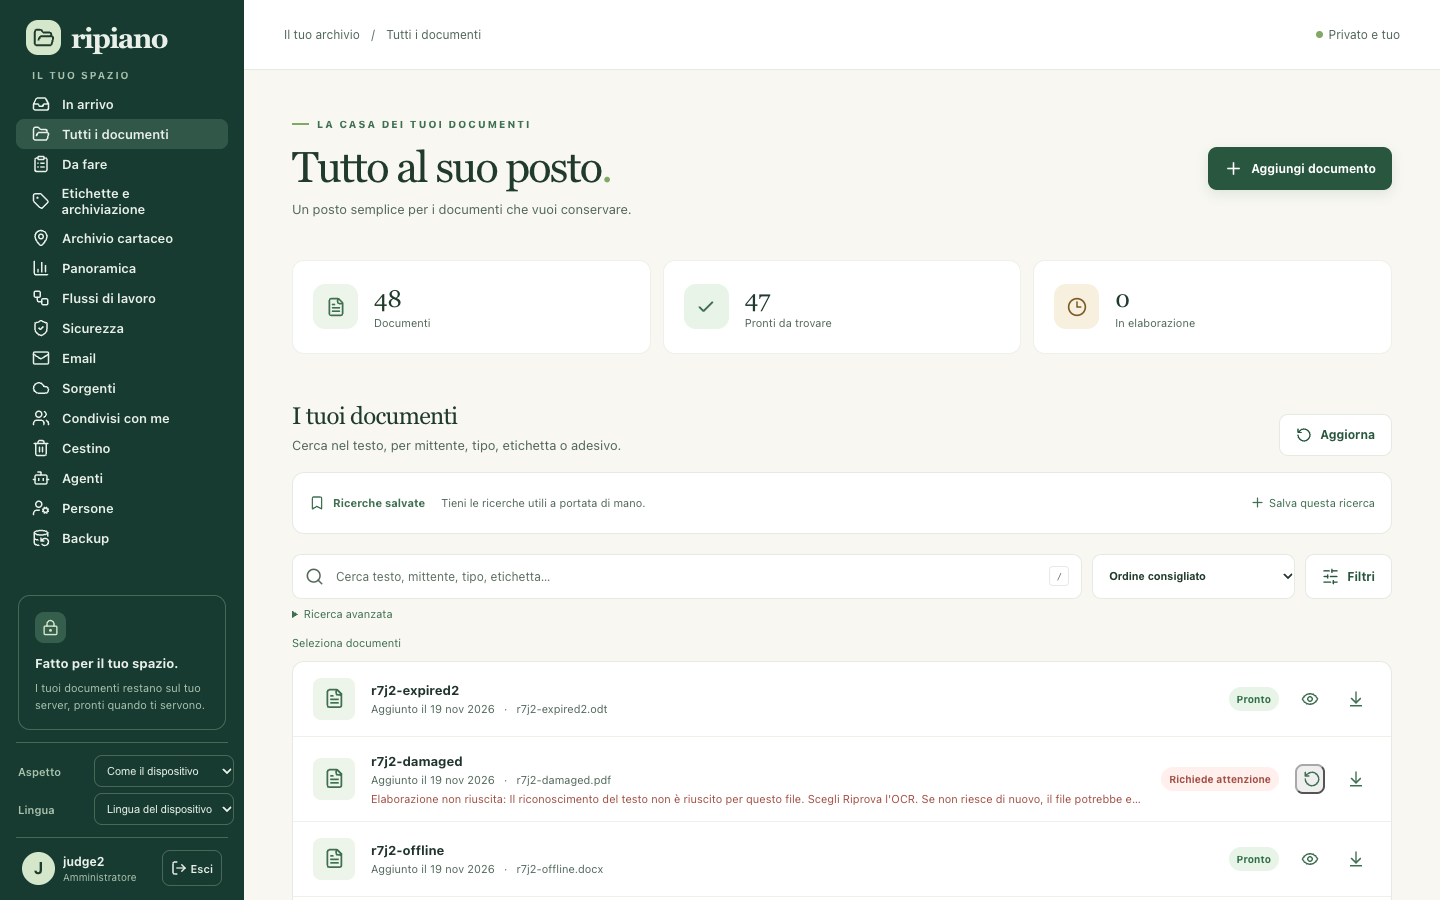 ripiano
IL TUO SPAZIO
In arrivo
Tutti i documenti
Da fare
Etichette e
archiviazione
Archivio cartaceo
Panoramica
Flussi di lavoro
Sicurezza
Email
Sorgenti
Condivisi con me
Cestino
Agenti
Persone
Backup
Fatto per il tuo spazio.
I tuoi documenti restano sul tuo
server, pronti quando ti servono.
Aspetto Come il dispositivo
Lingua Lingua del dispositivo
J judge2
Amministratore
Esci
Il tuo archivio / Tutti i documenti
Privato e tuo
LA CASA DEI TUOI DOCUMENTI
Tutto al suo posto.
Un posto semplice per i documenti che vuoi conservare.
Aggiungi documento
48
Documenti
47
Pronti da trovare
0
In elaborazione
I tuoi documenti
Cerca nel testo, per mittente, tipo, etichetta o adesivo.
Aggiorna
Ricerche salvate Tieni le ricerche utili a portata di mano.
Salva questa ricerca
Cerca testo, mittente, tipo, etichetta... /
Ordine consigliato
Filtri
Ricerca avanzata
Seleziona documenti
r7j2-expired2
Aggiunto il 19 nov 2026 · r7j2-expired2.odt
Pronto
r7j2-damaged
Aggiunto il 19 nov 2026 · r7j2-damaged.pdf
Elaborazione non riuscita: Il riconoscimento del testo non è riuscito per questo file. Scegli Riprova l'OCR. Se non riesce di nuovo, il file potrebbe e...
Richiede attenzione
r7j2-offline
Aggiunto il 19 nov 2026 · r7j2-offline.docx
Pronto